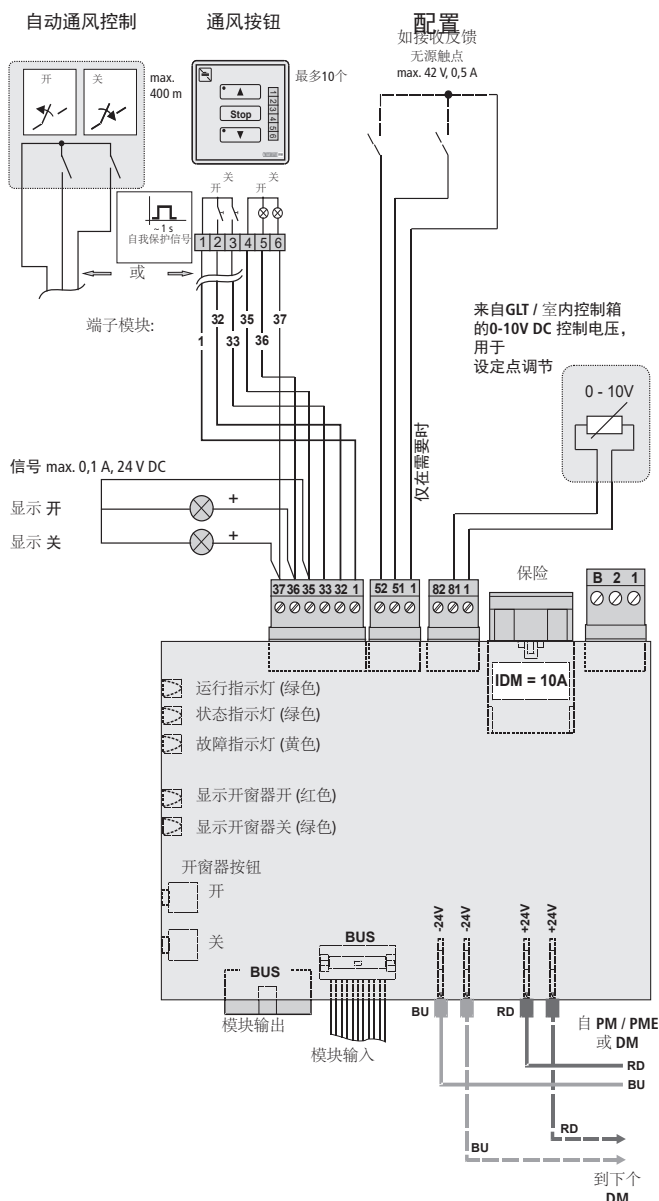 自动通风控制
通风按钮
配置
如接收反馈
无源触点
max. 42 V, 0,5 A
开
关
max.
400 m
▲
Stop
▼
1 2 3 4 5 6
最多10个
关
开
关
开
~ 1 s
自我保护信号
1 2 3 4 5 6
或
端子模块:
32
35
37
1
33
36
来自GLT / 室内控制箱
的0-10V DC 控制电压,
用于
设定点调节
0 - 10V
仅在需要时
信号 max. 0,1 A, 24 V DC
显示 开
+
显示 关
+
37 36 35 33 32 1
52 51 1
82 81 1
保险
B 2 1
IDM = 10A
运行指示灯 (绿色)
状态指示灯 (绿色)
故障指示灯 (黄色)
显示开窗器开 (红色)
显示开窗器关 (绿色)
开窗器按钮
开
关
BUS
BUS
-24V
-24V
+24V
+24V
模块输出
模块输入
BU
RD
自 PM / PME
或 DM
RD
BU
RD
BU
到下个
DM